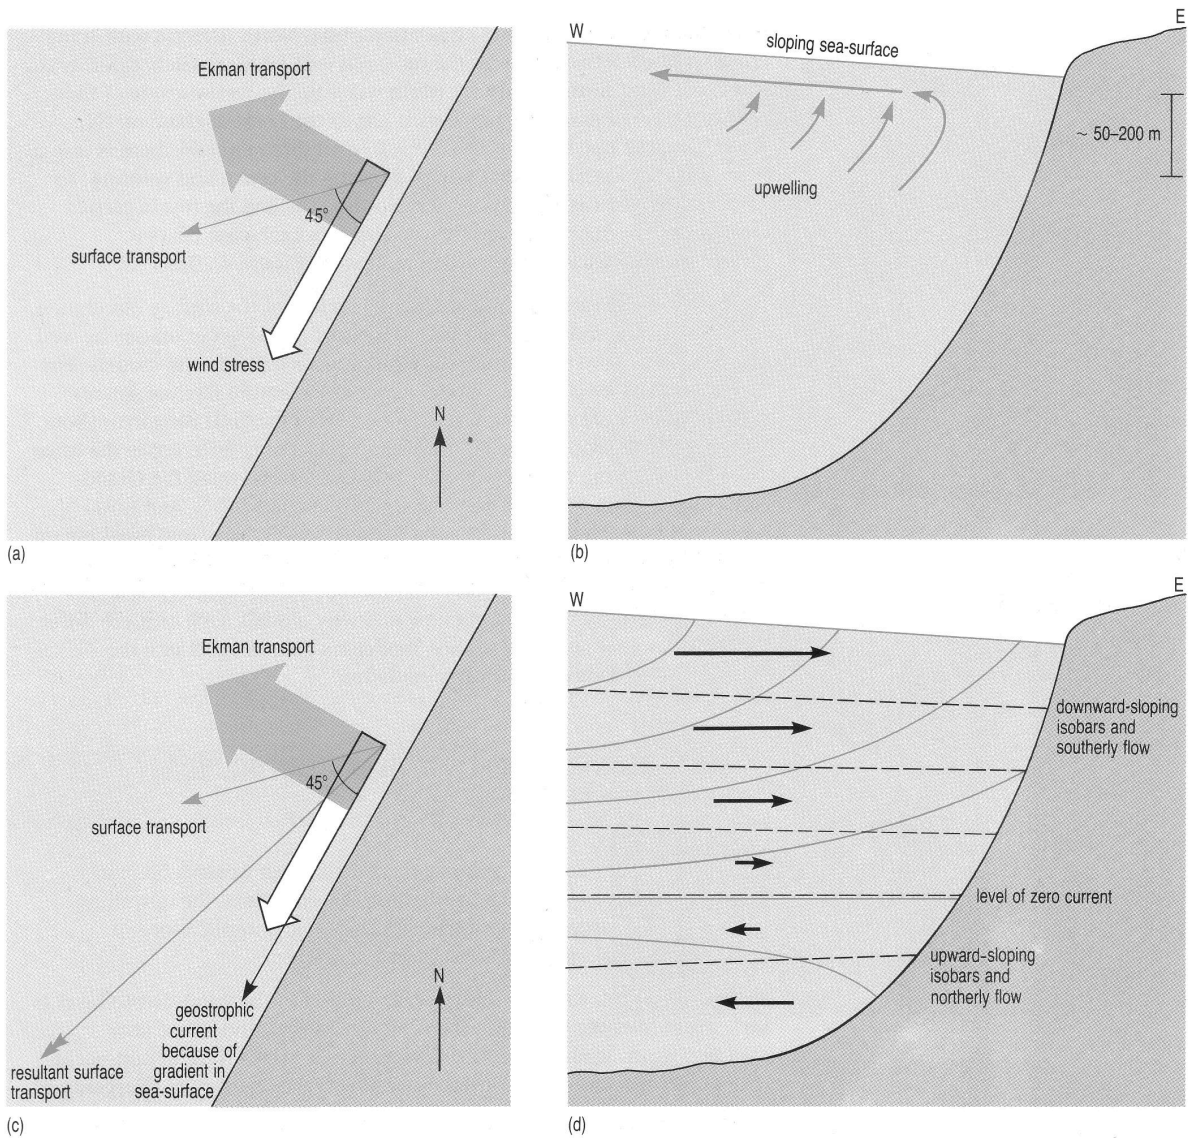 Ekman transport
45°
surface transport
wind stress
N
(a)
W
E
sloping sea-surface
~ 50–200 m
upwelling
(b)
Ekman transport
45°
surface transport
N
geostrophic
current
because of
gradient in
sea-surface
resultant surface
transport
(c)
W
E
downward-sloping
isobars and
southerly flow
level of zero current
upward-sloping
isobars and
northerly flow
(d)